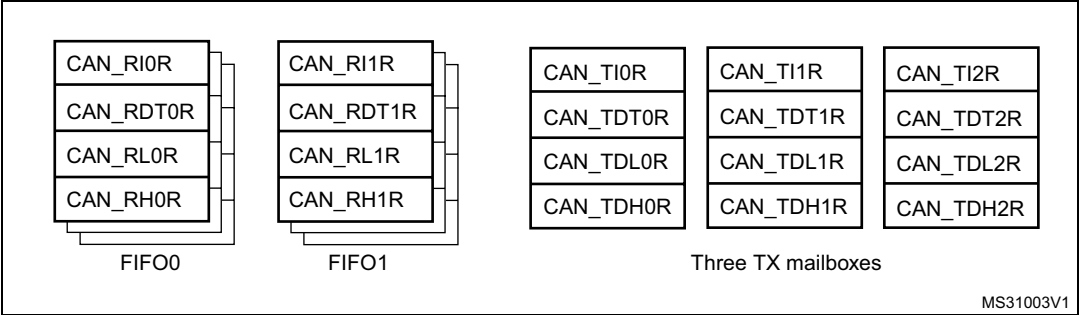 CAN_RI0R
CAN_RDT0R
CAN_RL0R
CAN_RH0R
FIFO0
CAN_RI1R
CAN_RDT1R
CAN_RL1R
CAN_RH1R
FIFO1
CAN_TI0R
CAN_TDT0R
CAN_TDL0R
CAN_TDH0R
CAN_TI1R
CAN_TDT1R
CAN_TDL1R
CAN_TDH1R
CAN_TI2R
CAN_TDT2R
CAN_TDL2R
CAN_TDH2R
Three TX mailboxes
MS31003V1